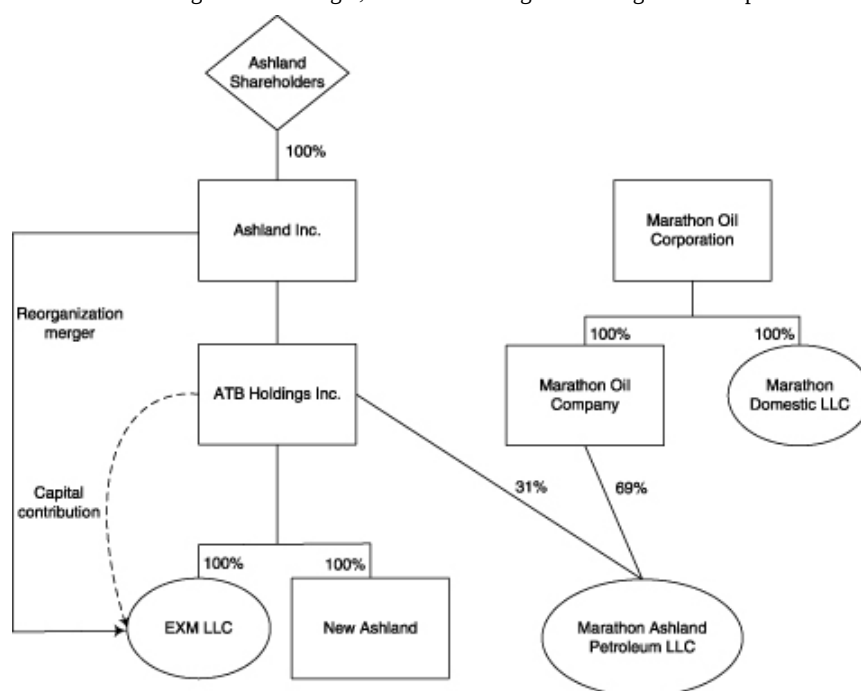 Ashland
Shareholders
100%
Ashland Inc.
Marathon Oil
Corporation
Reorganization
merger
100%
100%
ATB Holdings Inc.
Marathon Oil
Company
Marathon
Domestic LLC
Capital
contribution
31%
69%
100%
100%
EXM LLC
New Ashland
Marathon Ashland
Petroleum LLC